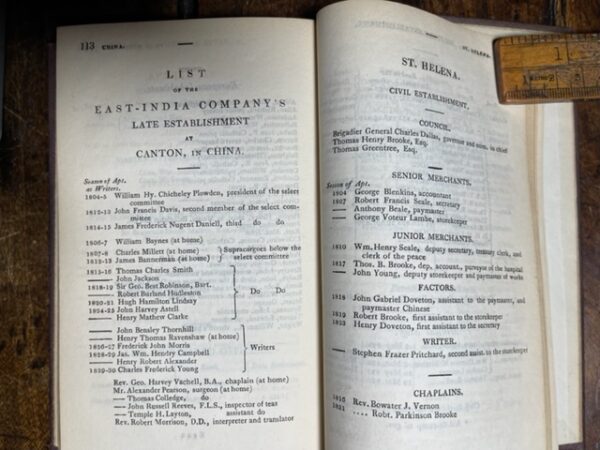 113 CHINA.
LIST
OF THE
EAST-INDIA COMPANY'S
LATE ESTABLISHMENT
AT
CANTON, IN CHINA.
Season of Apt.
as Writers.
1804-5 William Hy. Chicheley Plowden, president of the select
committee
1812-13 John Francis Davis, second member of the select com-
mittee
1814-15 James Frederick Nugent Daniell, third do do
1806-7 William Baynes (at home)
1807-8 Charles Millett (at home)
1812-13 James Bannerman (at home)
Supracargoes below the
select committee
1815-16 Thomas Charles Smith
—— John Jackson
1818-19 Sir Geo. Best Robinson, Bart.
—— Robert Burland Hudleston
1820-21 Hugh Hamilton Lindsay
1824-25 John Harvey Astell
—— Henry Mathew Clarke
Do Do
—— John Bensley Thornhill
—— Henry Thomas Ravenshaw (at home)
1826-27 Frederick John Morris
1828-29 Jas. Wm. Hendry Campbell
—— Henry Robert Alexander
1829-30 Charles Frederick Young
Writers
Rev. Geo. Harvey Vachell, B.A., chaplain (at home)
Mr. Alexander Pearson, surgeon (at home)
— Thomas Colledge, do
— John Russell Reeves, F.L.S., inspector of teas
— Temple H. Layton, assistant do
Rev. Robert Morrison, D.D., interpreter and translator
ST. HELENA.
ST. HELENA.
CIVIL ESTABLISHMENT.
COUNCIL.
Brigadier General Charles Dallas, governor and com. in chief
Thomas Henry Brooke, Esq.
Thomas Greentree, Esq.
SENIOR MERCHANTS.
Season of Apt.
1804 George Blenkins, accountant
1807 Robert Francis Seale, secretary
— Anthony Beale, paymaster
— George Voteur Lambe, storekeeper
JUNIOR MERCHANTS.
1810 Wm. Henry Seale, deputy secretary, treasury clerk, and
clerk of the peace
1817 Thos. B. Brooke, dep. account., purveyor of the hospital
— John Young, deputy storekeeper and paymaster of works
FACTORS.
1818 John Gabriel Doveton, assistant to the payment, and
paymaster Chinese
1819 Robert Brooke, first assistant to the storekeeper
1823 Henry Doveton, first assistant to the secretary
WRITER.
— Stephen Frazer Pritchard, second assist. to the storekeeper
CHAPLAINS.
1816 Rev. Bowater J. Vernon
1821 .... Robt. Parkinson Brooke
1
2